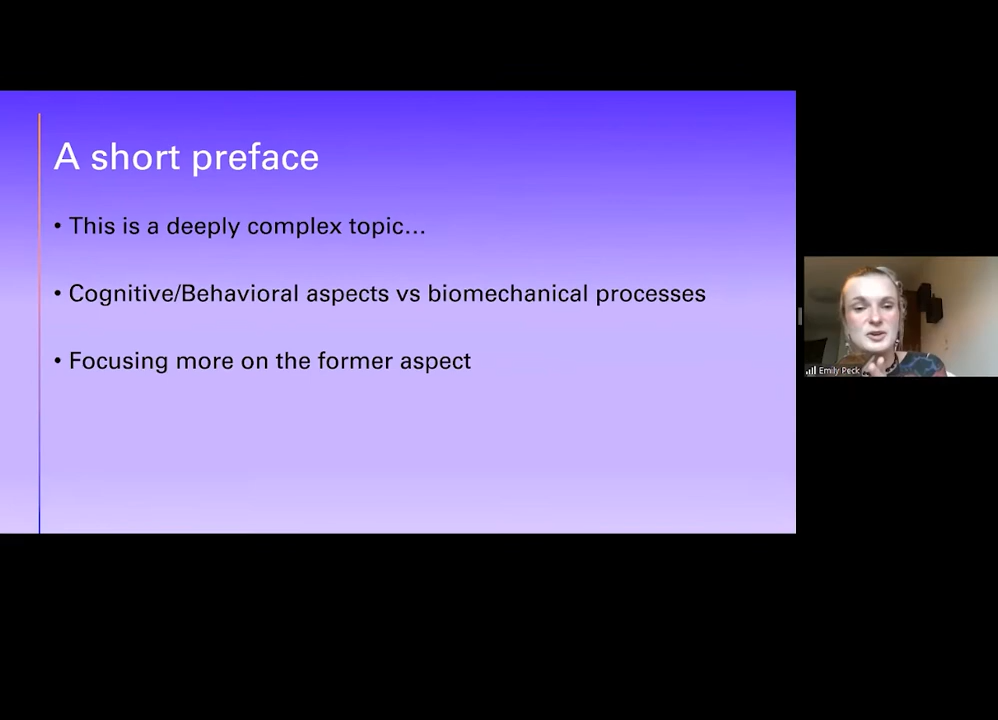 A short preface
• This is a deeply complex topic...
• Cognitive/Behavioral aspects vs biomechanical processes
• Focusing more on the former aspect
Emily Peck